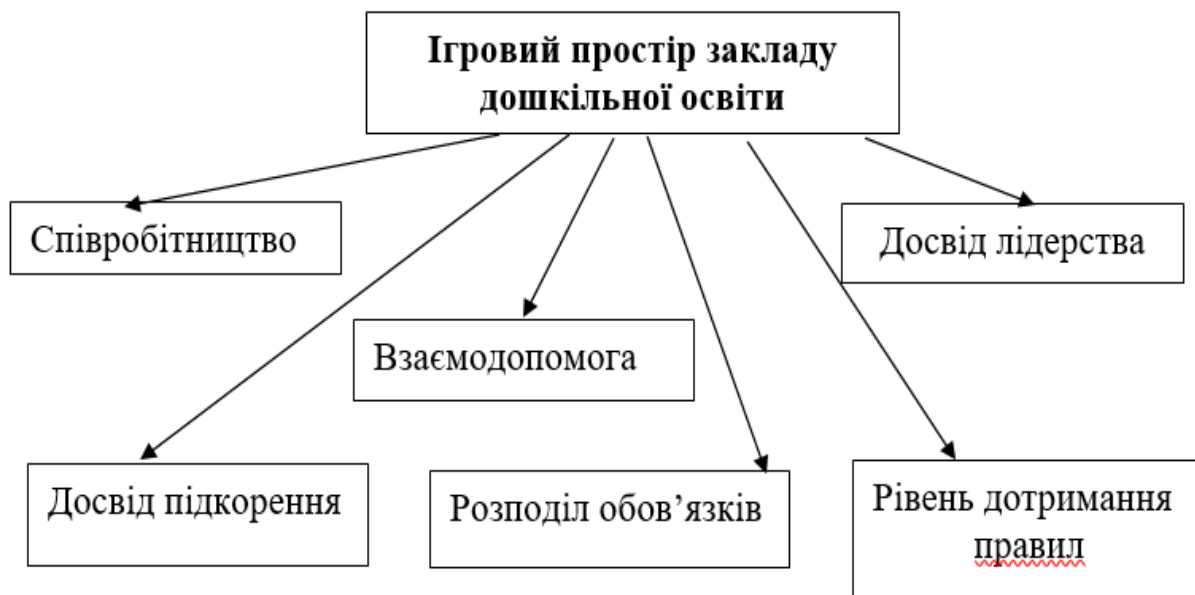 Ігровий простір закладу
дошкільної освіти
Співробітництво
Досвід лідерства
Взаємодопомога
Досвід підкорення
Розподіл обов’язків
Рівень дотримання
правил